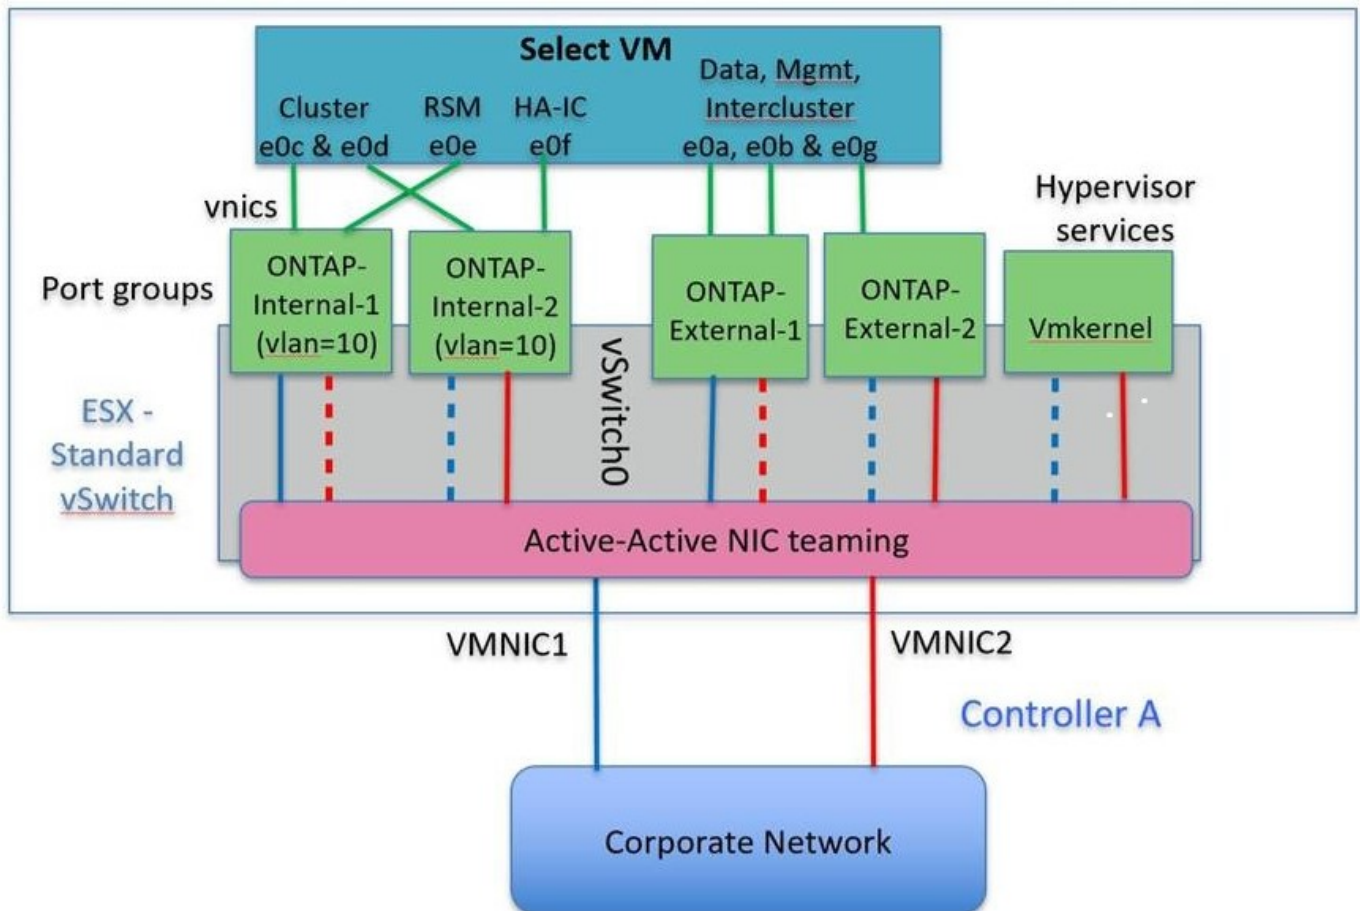 Select VM
Cluster
e0c & e0d
RSM
e0e
HA-IC
e0f
Data, Mgmt,
Intercluster
e0a, e0b & e0g
vnics
Hypervisor
services
Port groups
ONTAP-
Internal-1
(vlan=10)
ONTAP-
Internal-2
(vlan=10)
ONTAP-
External-1
ONTAP-
External-2
Vmkernel
vSwitch0
ESX -
Standard
vSwitch
Active-Active NIC teaming
VMNIC1
VMNIC2
Controller A
Corporate Network